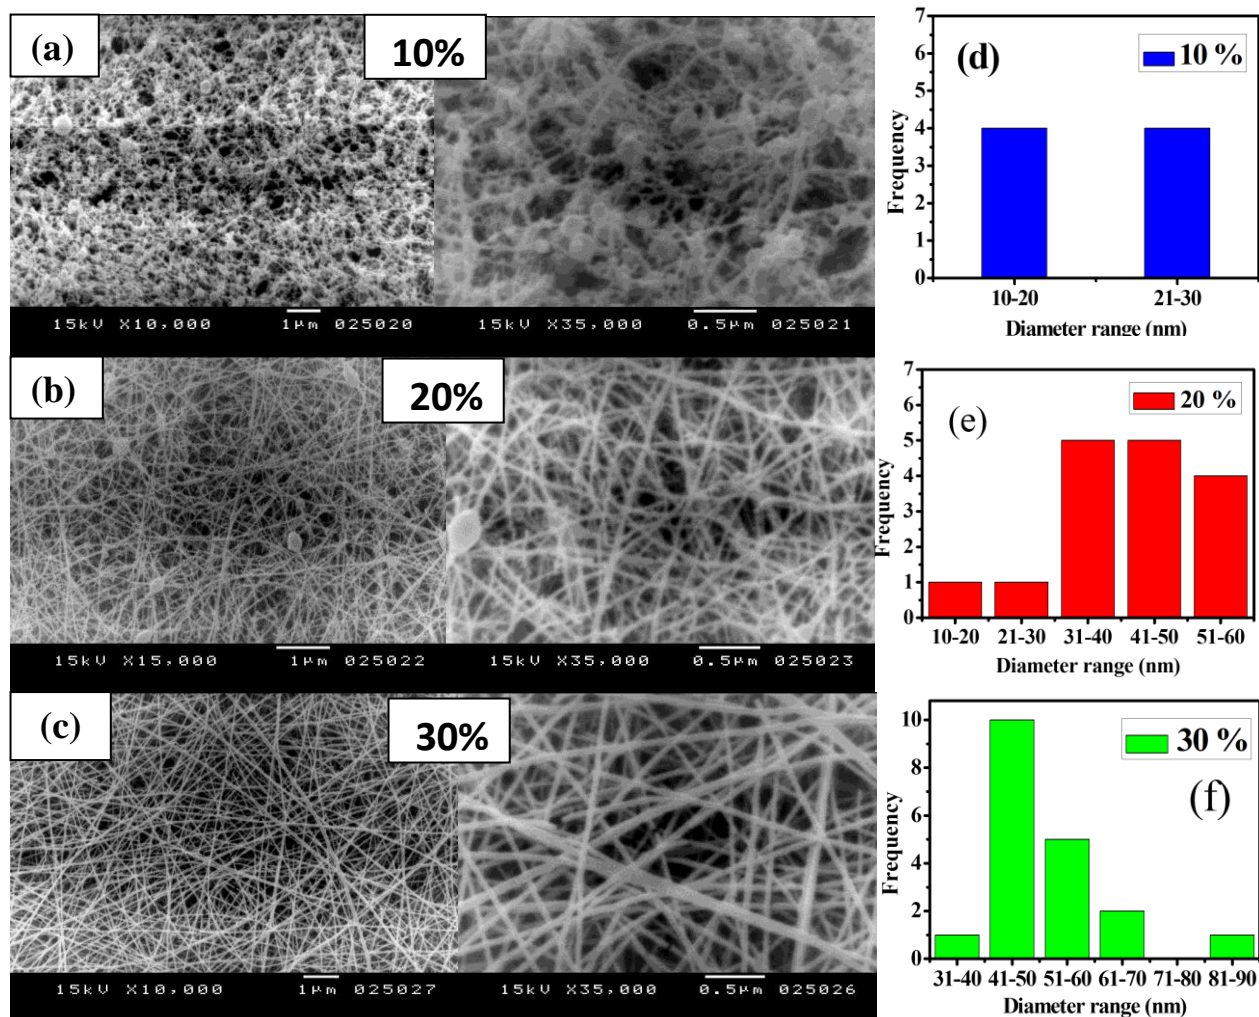 (a)
10%
15kV X10,000 1µm 025020
15kV X35,000 0.5µm 025021
(d)
10 %
Frequency
7
6
5
4
3
2
1
0
10-20 21-30
Diameter range (nm)
(b)
20%
15kV X15,000 1µm 025022
15kV X35,000 0.5µm 025023
(e)
20 %
Frequency
7
6
5
4
3
2
1
0
10-20 21-30 31-40 41-50 51-60
Diameter range (nm)
(c)
30%
15kV X10,000 1µm 025027
15kV X35,000 0.5µm 025026
30 %
(f)
Frequency
10
8
6
4
2
0
31-40 41-50 51-60 61-70 71-80 81-90
Diameter range (nm)